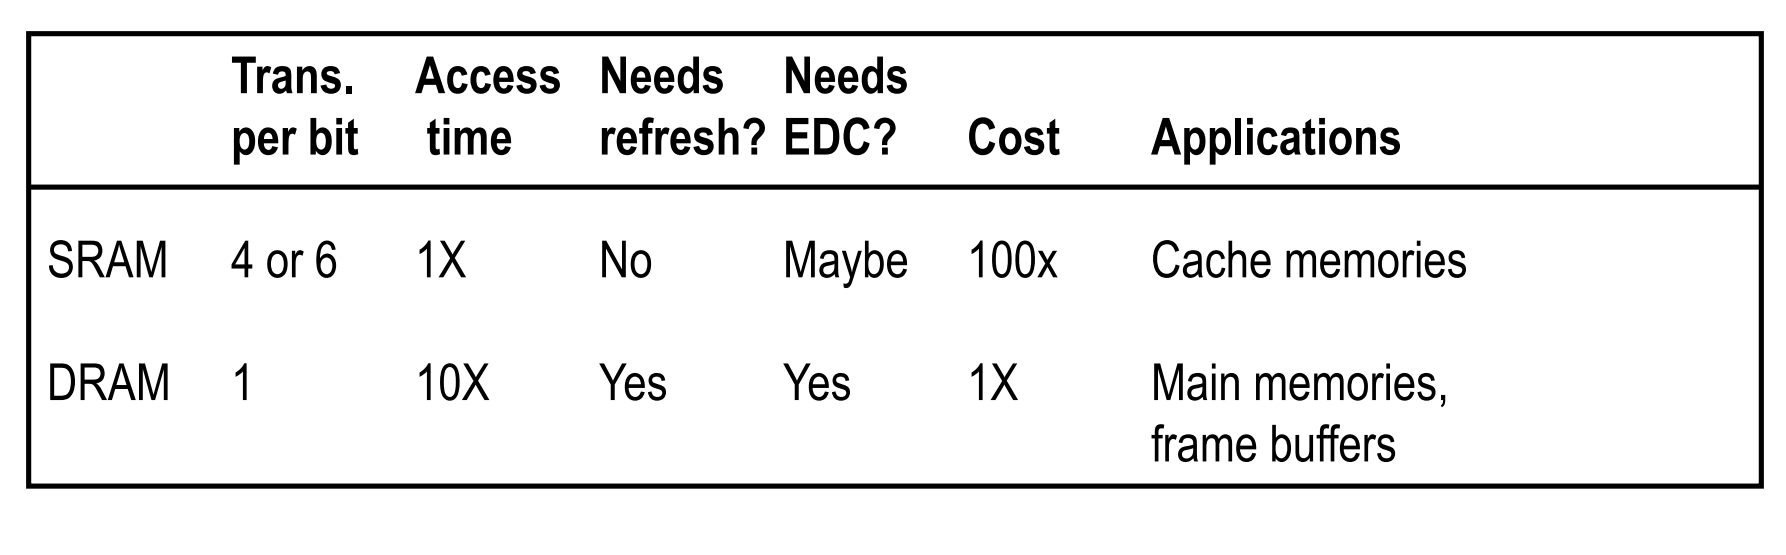 Trans. Access Needs Needs
per bit time refresh? EDC? Cost Applications
SRAM 4 or 6 1X No Maybe 100x Cache memories
DRAM 1 10X Yes Yes 1X Main memories,
frame buffers